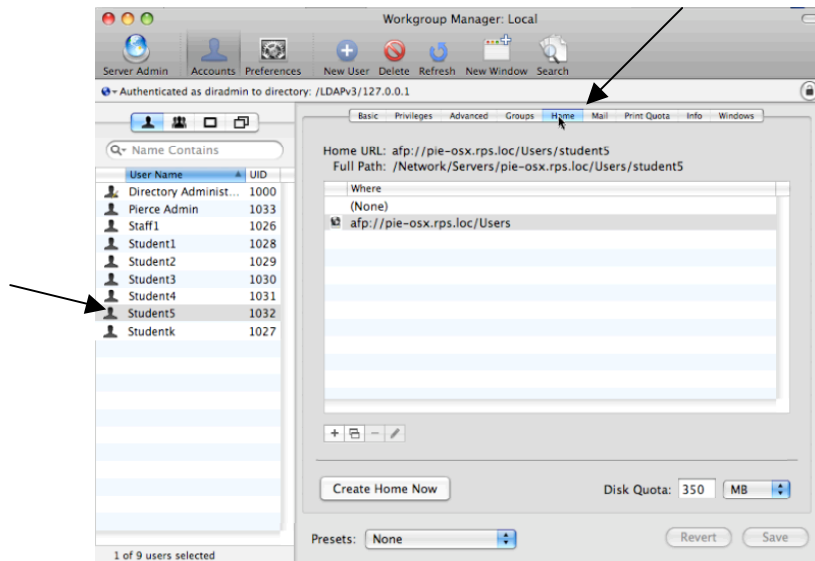 Workgroup Manager: Local
Server Admin Accounts Preferences New User Delete Refresh New Window Search
Authenticated as diradmin to directory: /LDAPv3/127.0.0.1
Basic Privileges Advanced Groups Home Mail Print Quota Info Windows
Name Contains
Home URL: afp://pie-osx.rps.loc/Users/student5
Full Path: /Network/Servers/pie-osx.rps.loc/Users/student5
User Name UID
Directory Administ... 1000
Pierce Admin 1033
Staff1 1026
Student1 1028
Student2 1029
Student3 1030
Student4 1031
Student5 1032
Studentk 1027
Where
(None)
afp://pie-osx.rps.loc/Users
Create Home Now
Disk Quota: 350 MB
Presets: None
Revert Save
1 of 9 users selected